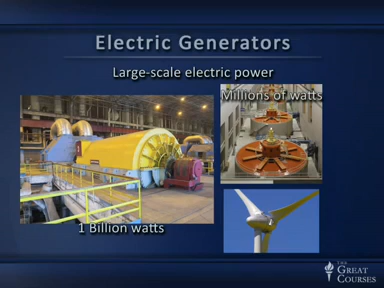 Electric Generators
Large-scale electric power
Millions of watts
1 Billion watts
THE
GREAT
COURSES